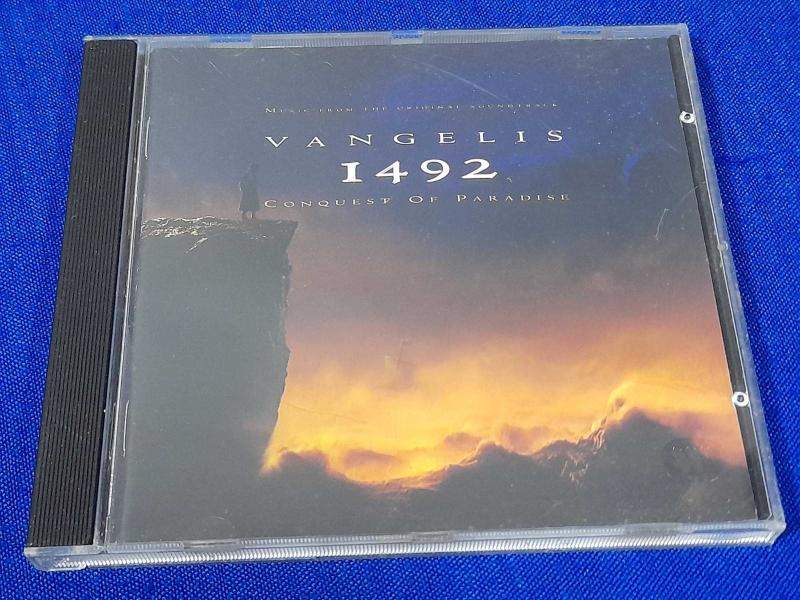 MUSIC FROM THE ORIGINAL SOUNDTRACK
VANGELIS
1492
CONQUEST OF PARADISE